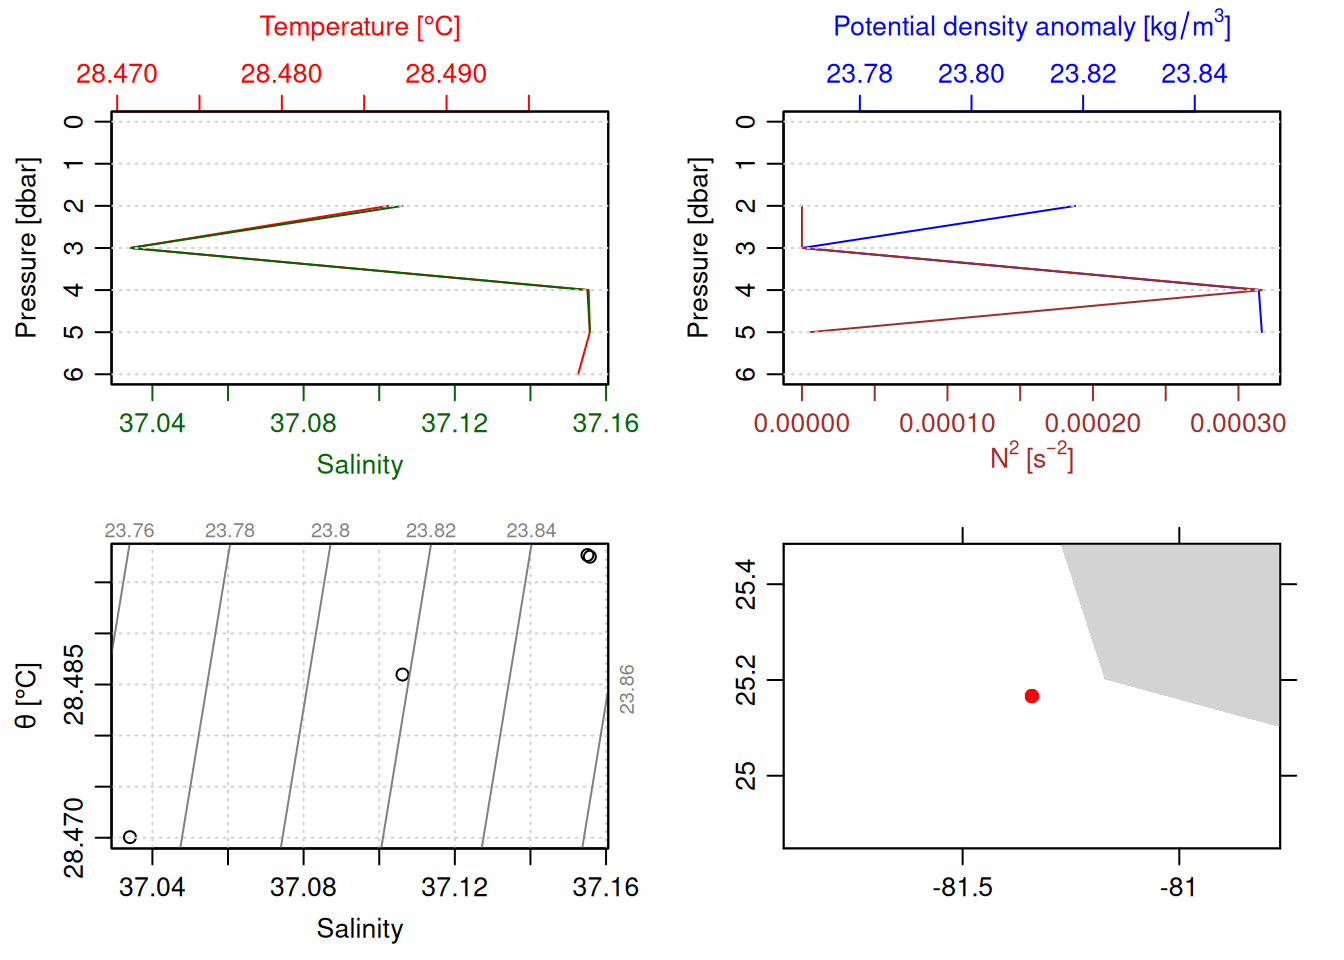 Temperature [°C]
28.470 28.480 28.490
Pressure [dbar]
0 1 2 3 4 5 6
37.04 37.08 37.12 37.16
Salinity
Potential density anomaly [kg/m³]
23.78 23.80 23.82 23.84
Pressure [dbar]
0 1 2 3 4 5 6
0.00000 0.00010 0.00020 0.00030
N² [s⁻²]
23.76 23.78 23.8 23.82 23.84
23.86
θ [°C]
28.485
28.470
37.04 37.08 37.12 37.16
Salinity
25.4
25.2
25
-81.5 -81